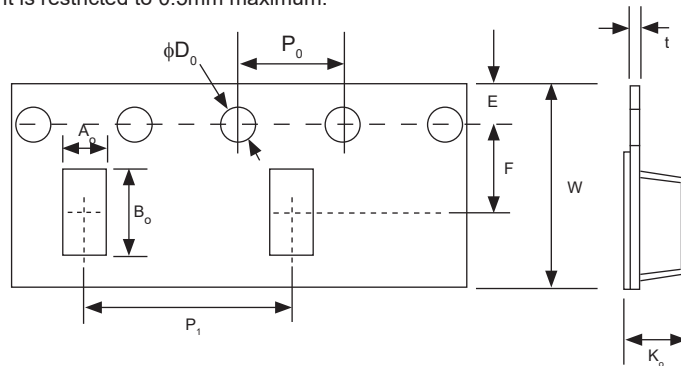 it is restricted to 0.5mm maximum.
t
ϕD₀
P₀
E
A₀
F
W
B₀
P₁
K₀